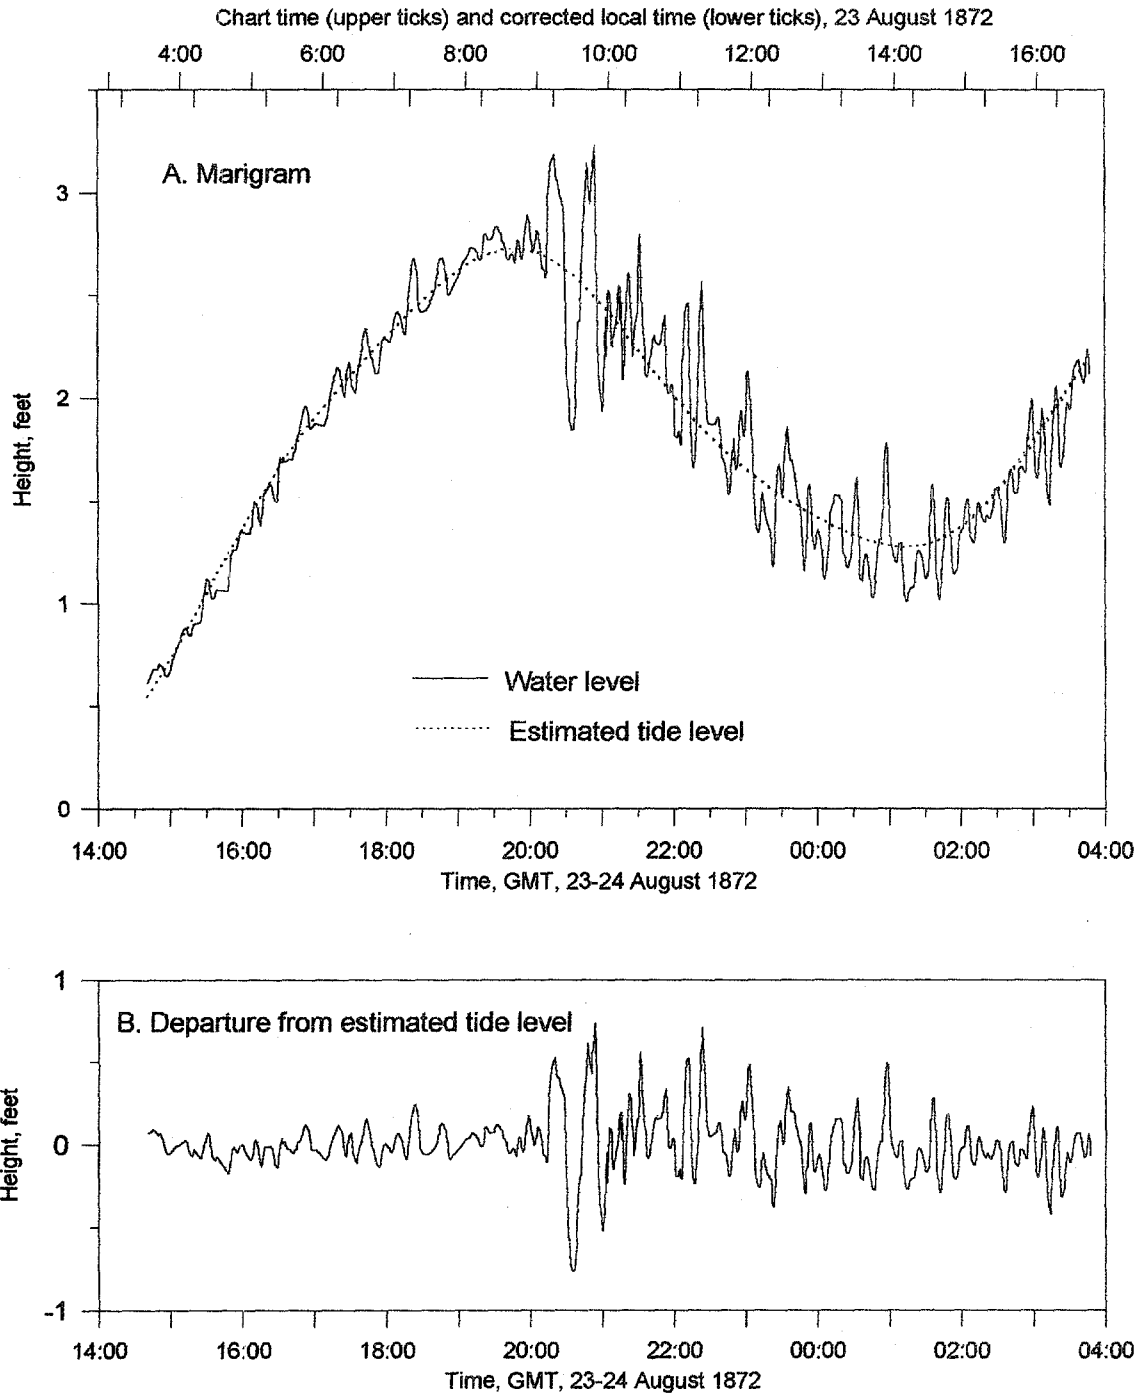 Chart time (upper ticks) and corrected local time (lower ticks), 23 August 1872
4:00 6:00 8:00 10:00 12:00 14:00 16:00
A. Marigram
3
2
1
0
Height, feet
Water level
Estimated tide level
14:00 16:00 18:00 20:00 22:00 00:00 02:00 04:00
Time, GMT, 23-24 August 1872
B. Departure from estimated tide level
1
0
-1
Height, feet
14:00 16:00 18:00 20:00 22:00 00:00 02:00 04:00
Time, GMT, 23-24 August 1872